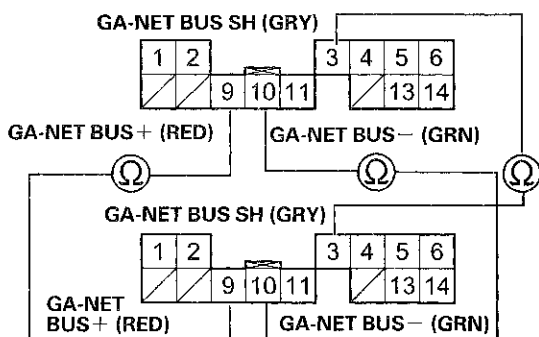 GA-NET BUS SH (GRY)
1 2 3 4 5 6
9 10 11 13 14
GA-NET BUS+ (RED)
GA-NET BUS− (GRN)
Ω Ω Ω
GA-NET BUS SH (GRY)
1 2 3 4 5 6
9 10 11 13 14
GA-NET
BUS+ (RED)
GA-NET BUS− (GRN)